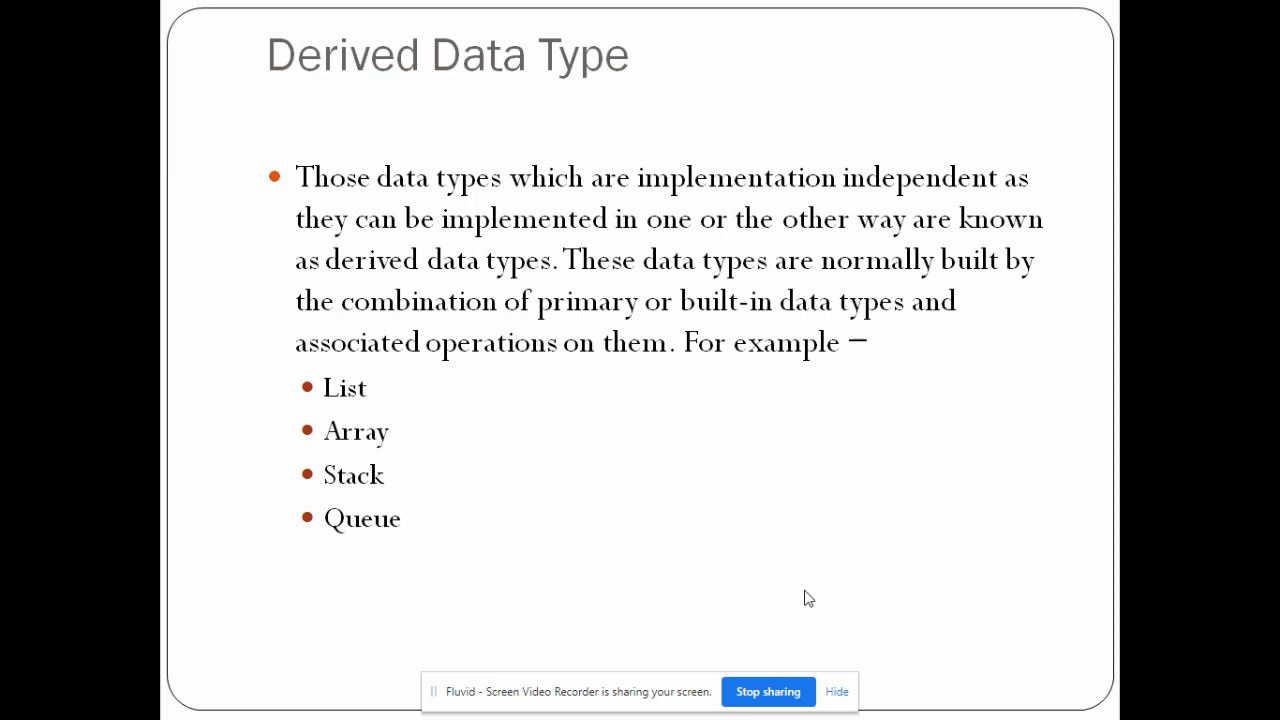 Derived Data Type
Those data types which are implementation independent as
they can be implemented in one or the other way are known
as derived data types. These data types are normally built by
the combination of primary or built-in data types and
associated operations on them. For example −
List
Array
Stack
Queue
Fluvid - Screen Video Recorder is sharing your screen. Stop sharing Hide